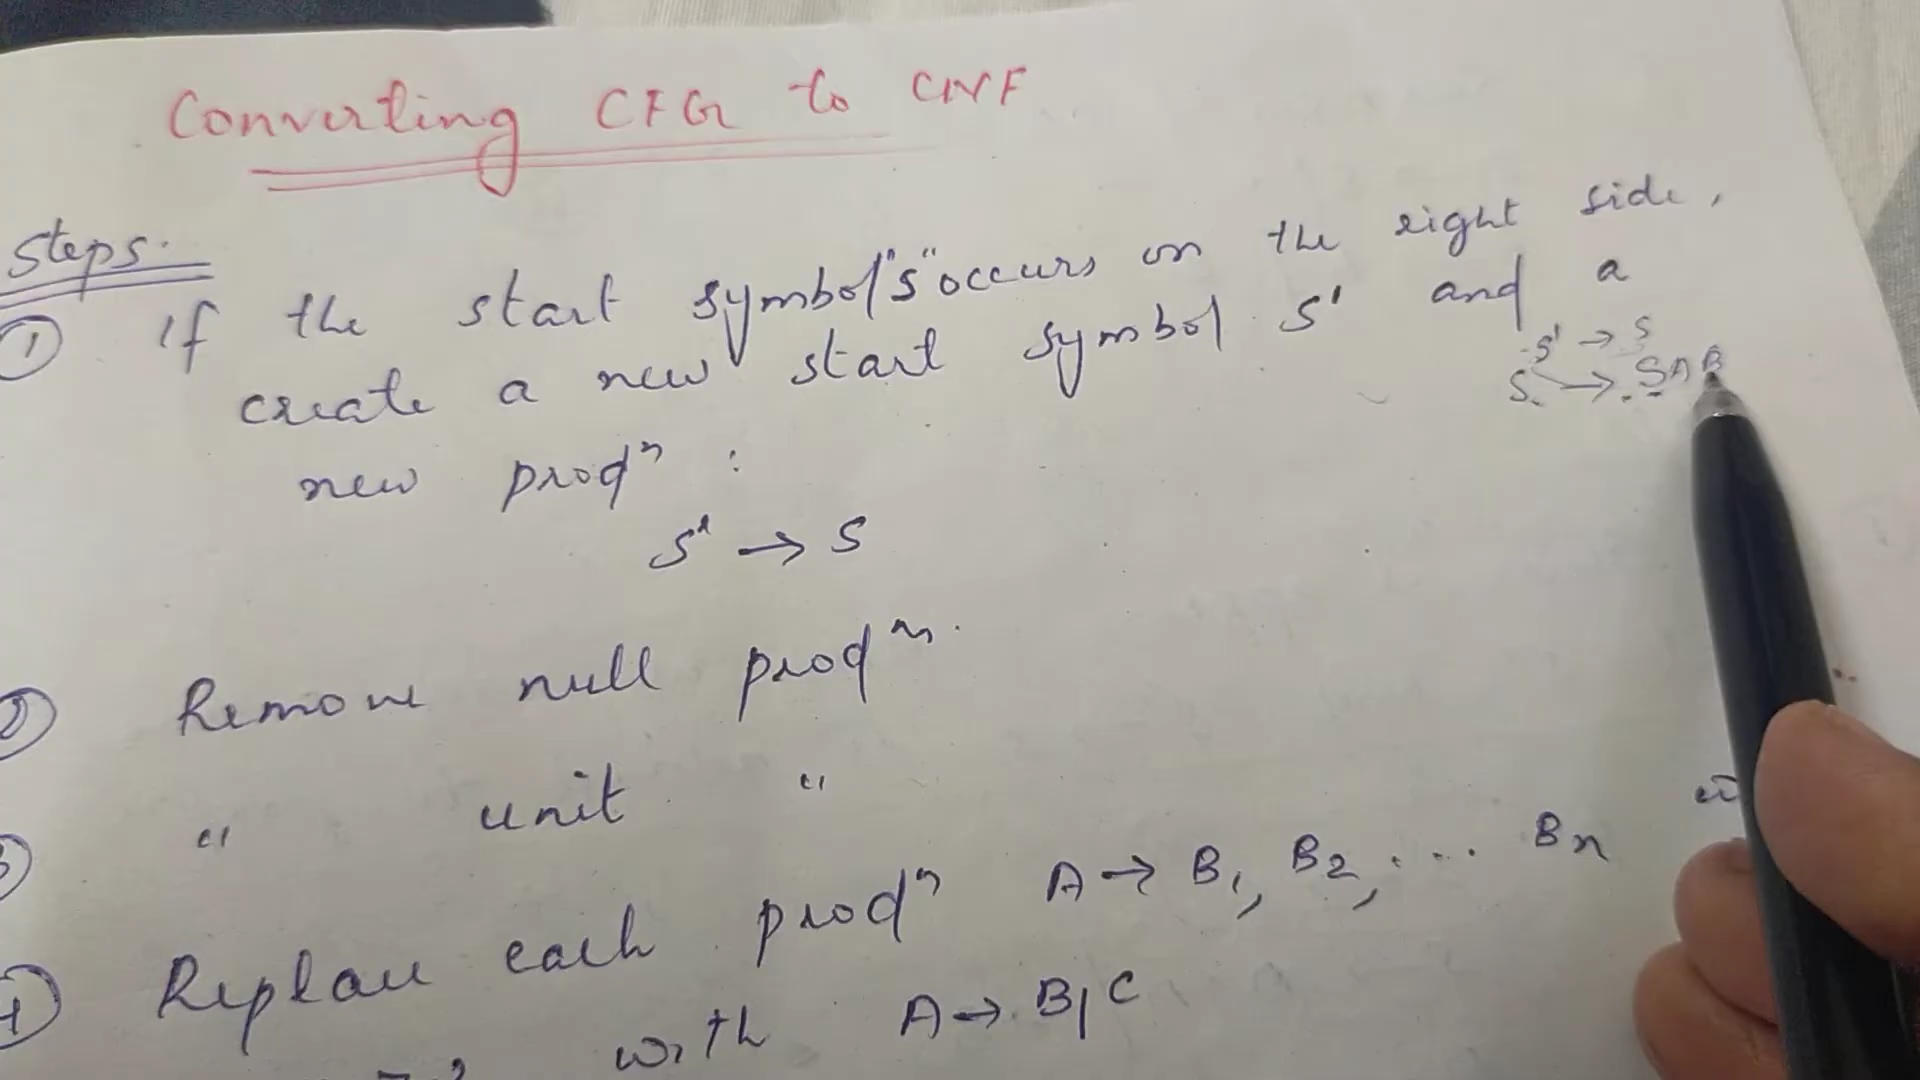 Converting CFG to CNF
Steps.
① If the start symbol "S" occurs on the right side,
create a new start symbol S' and a
S' → S
S → SAB
new prodⁿ :
S' → S
② Remove null prodⁿ.
③ " unit "
④ Replace each prodⁿ A → B₁, B₂, .... Bn
with A → B₁C